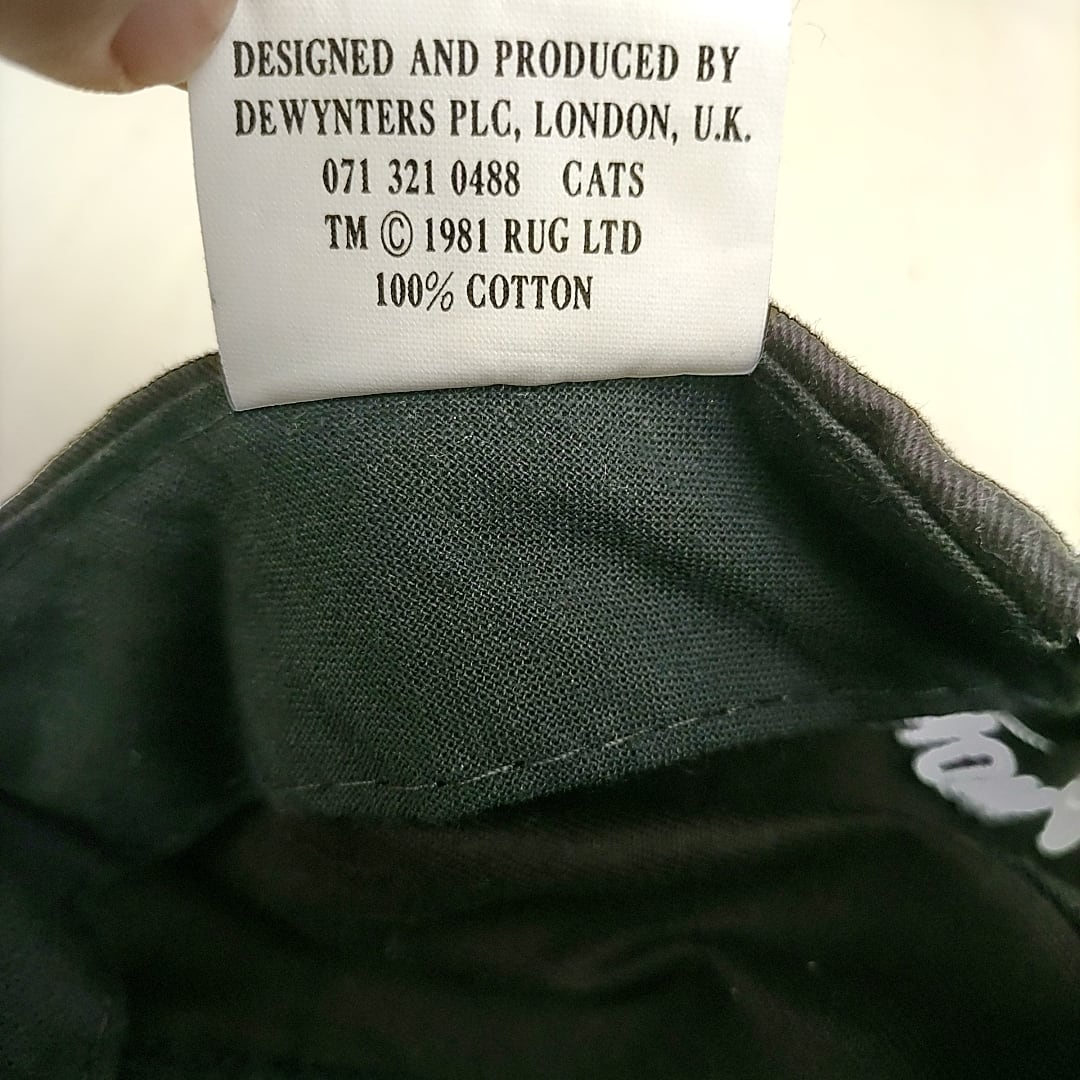 DESIGNED AND PRODUCED BY
DEWYNTERS PLC, LONDON, U.K.
071 321 0488 CATS
TM © 1981 RUG LTD
100% COTTON